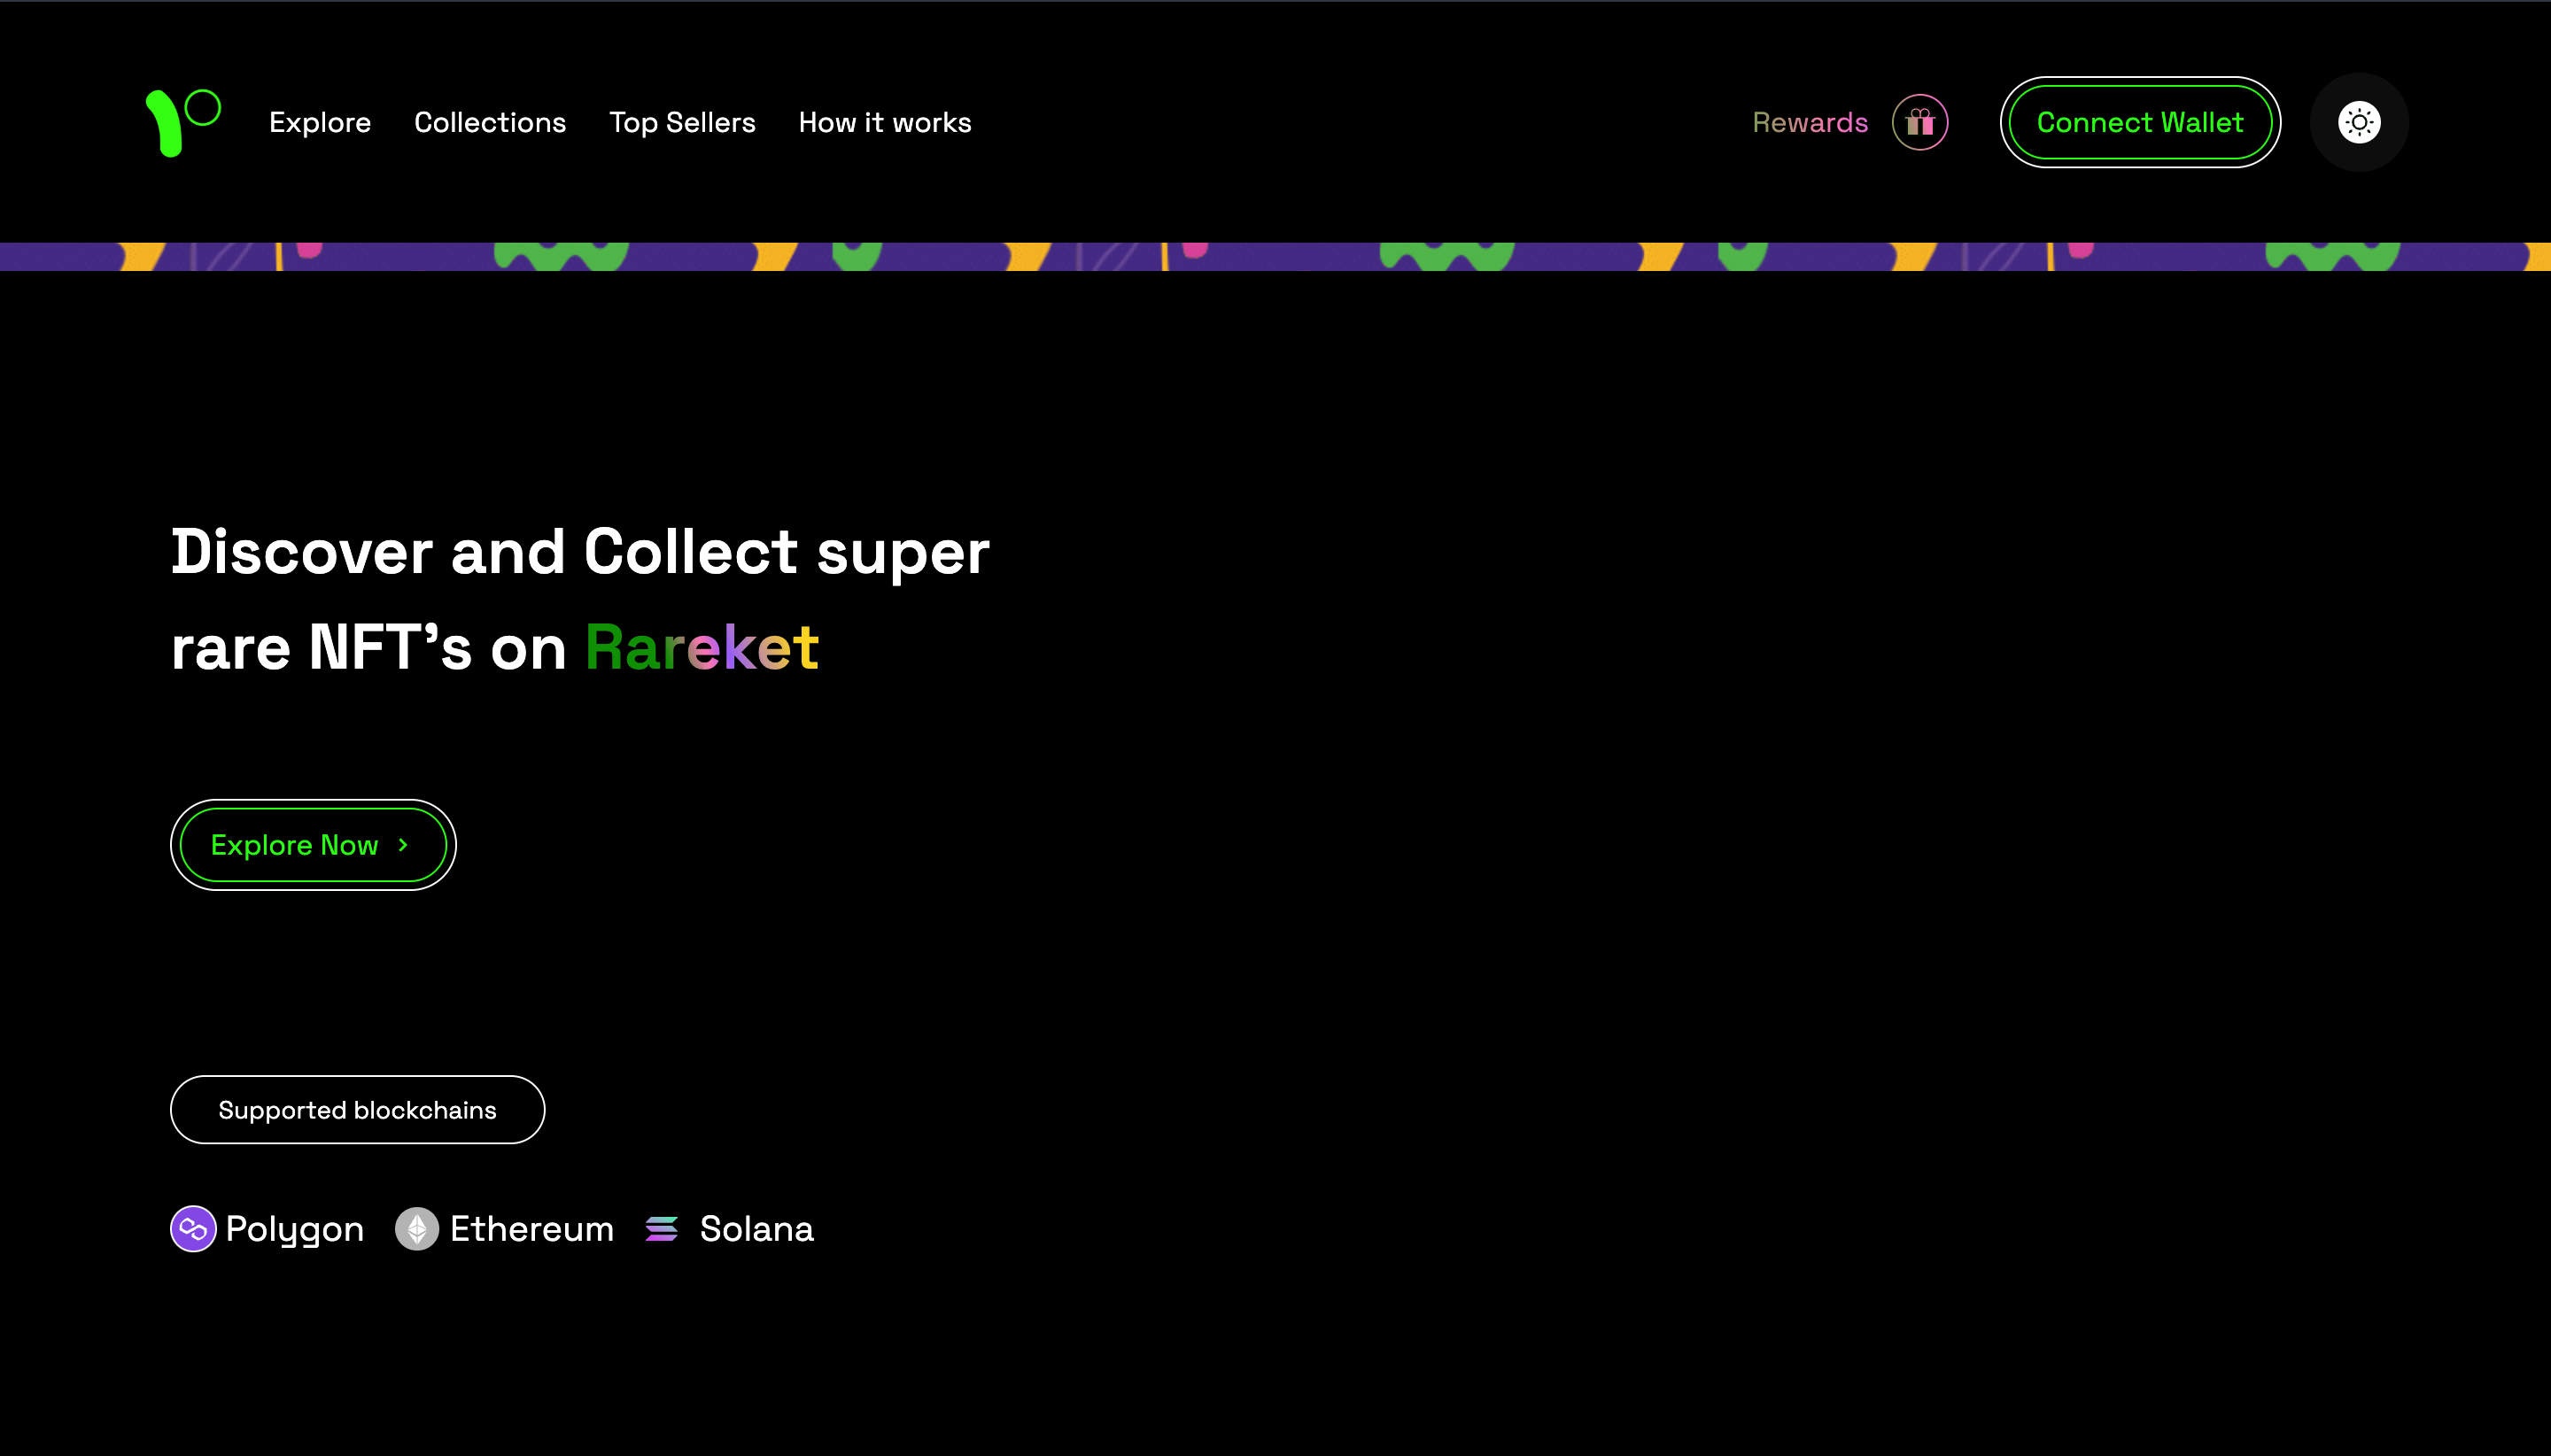 Explore Collections Top Sellers How it works Rewards Connect Wallet
Discover and Collect super
rare NFT's on Rareket
Explore Now
Supported blockchains
Polygon Ethereum Solana